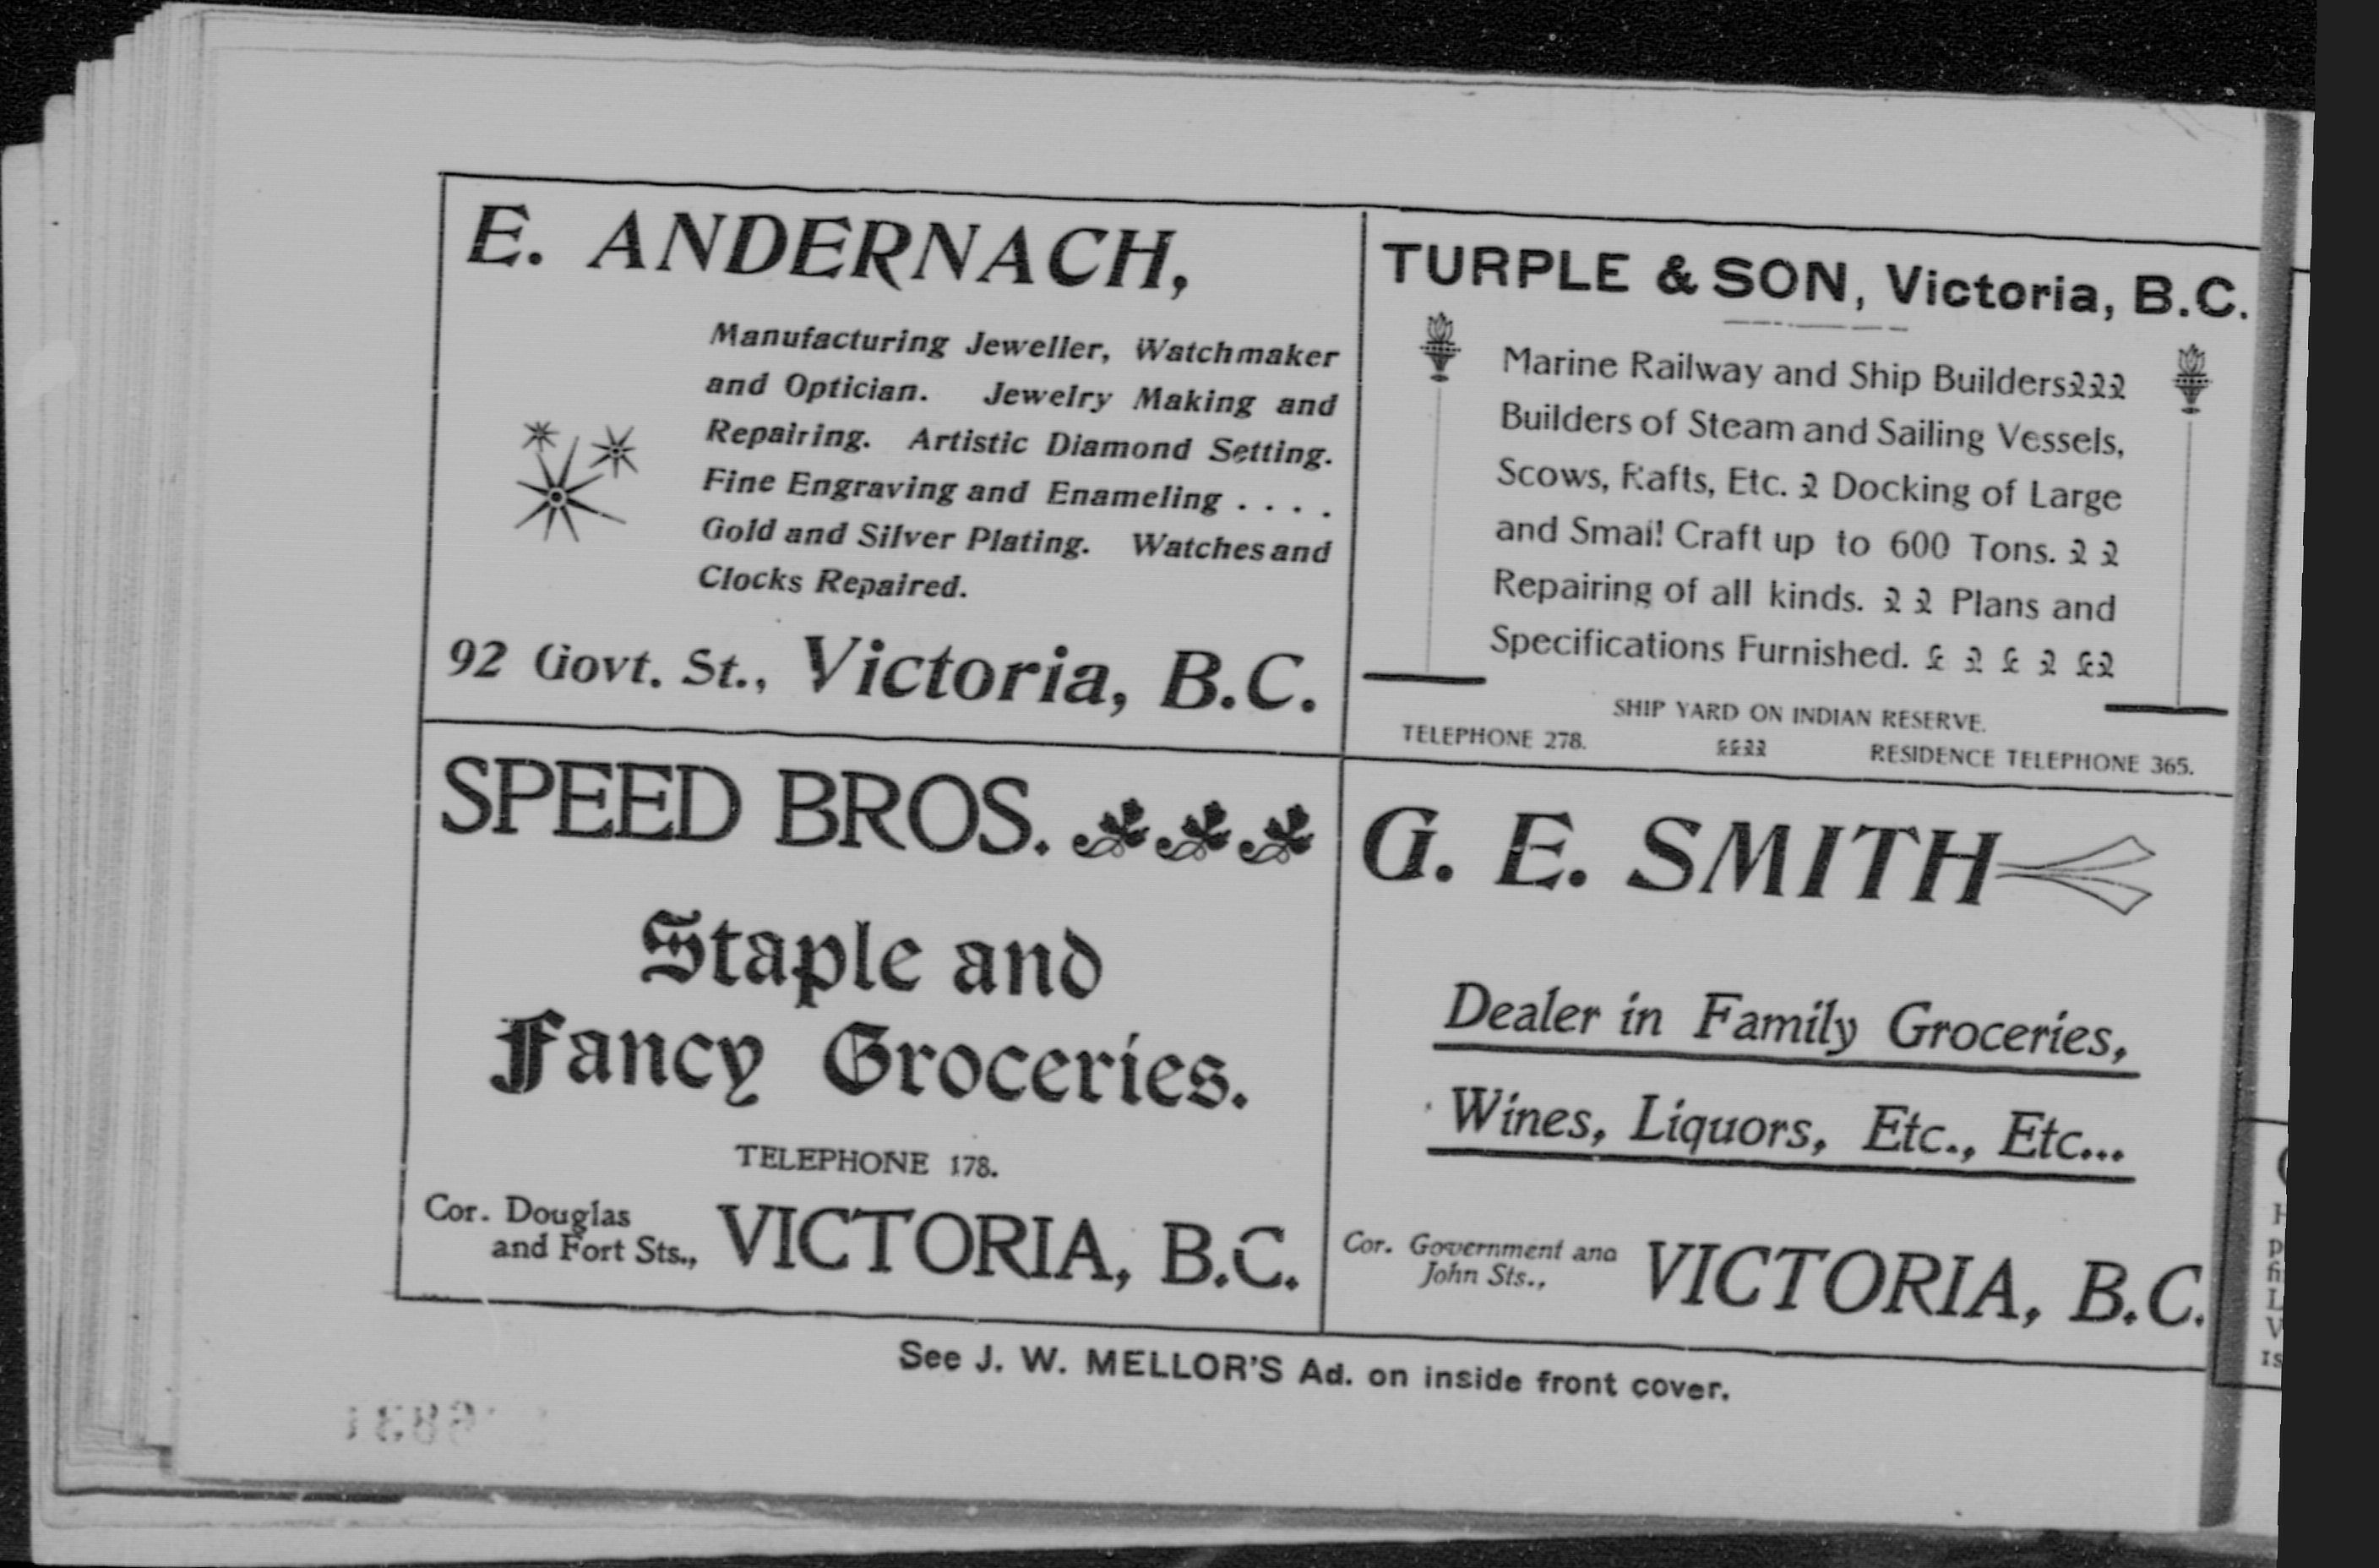 E. ANDERNACH,
Manufacturing Jeweller, Watchmaker
and Optician. Jewelry Making and
Repairing. Artistic Diamond Setting.
Fine Engraving and Enameling . . . .
Gold and Silver Plating. Watches and
Clocks Repaired.
92 Govt. St., Victoria, B.C.
TURPLE & SON, Victoria, B.C.
Marine Railway and Ship Builders
Builders of Steam and Sailing Vessels,
Scows, Rafts, Etc. Docking of Large
and Small Craft up to 600 Tons.
Repairing of all kinds. Plans and
Specifications Furnished.
SHIP YARD ON INDIAN RESERVE.
TELEPHONE 278. RESIDENCE TELEPHONE 365.
SPEED BROS.
Staple and
Fancy Groceries.
TELEPHONE 178.
Cor. Douglas
and Fort Sts., VICTORIA, B.C.
G. E. SMITH
Dealer in Family Groceries,
Wines, Liquors, Etc., Etc...
Cor. Government and
John Sts., VICTORIA, B.C.
See J. W. MELLOR'S Ad. on inside front cover.